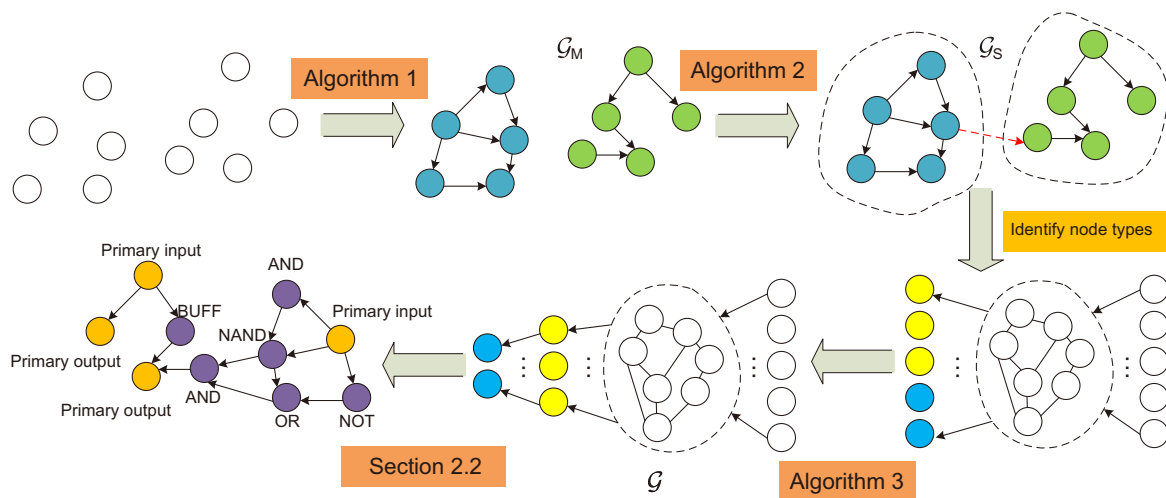 Algorithm 1
𝒢M
Algorithm 2
𝒢S
Identify node types
Primary input
AND
Primary input
BUFF
NAND
Primary output
AND
Primary output
OR
NOT
⋮
⋮
⋮
⋮
Section 2.2
𝒢
Algorithm 3